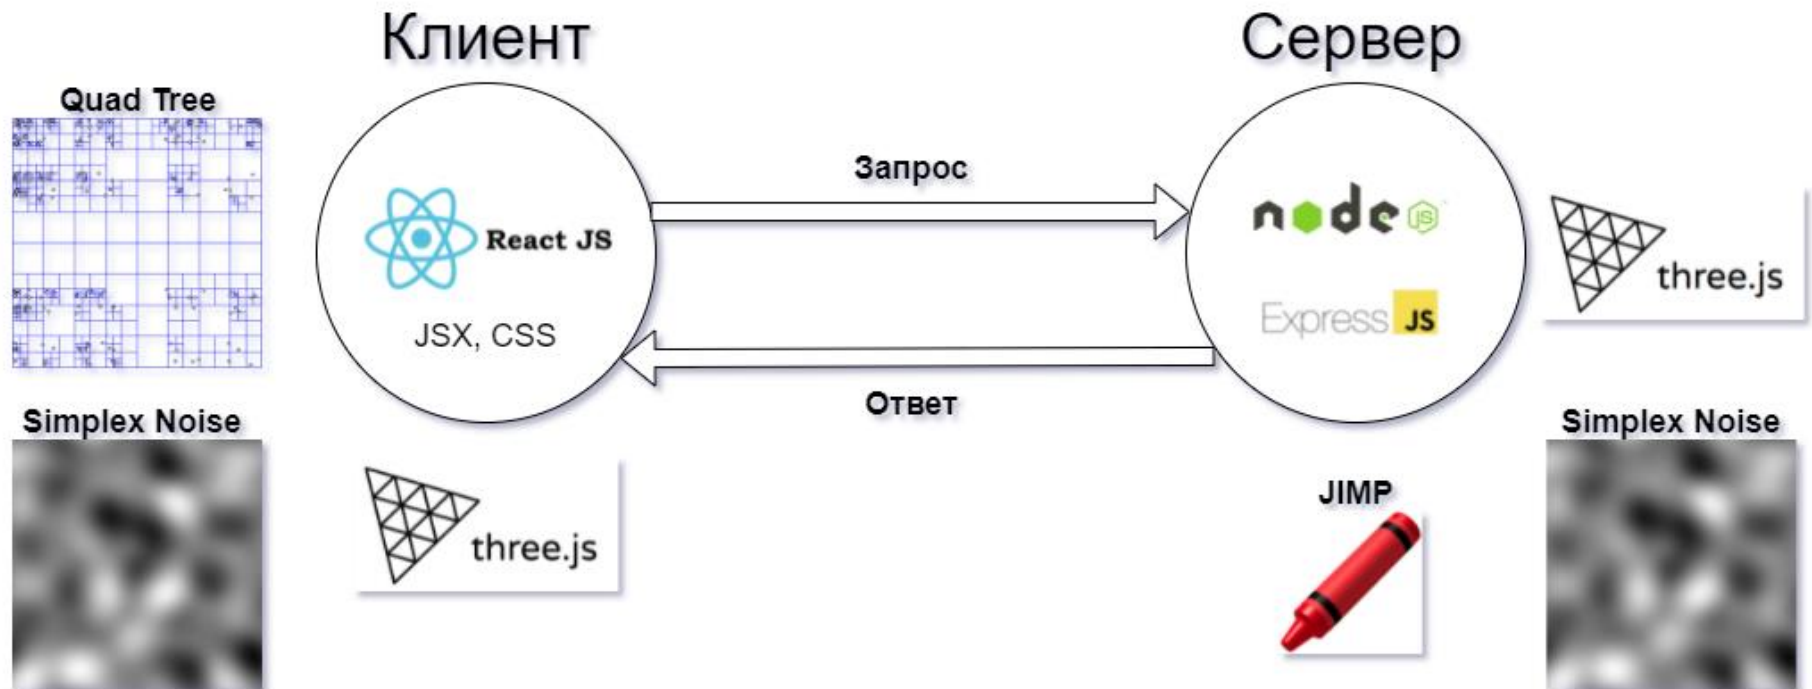 Клиент
Сервер
Quad Tree
Запрос
React JS
JSX, CSS
node JS
Express JS
three.js
Ответ
Simplex Noise
three.js
JIMP
Simplex Noise